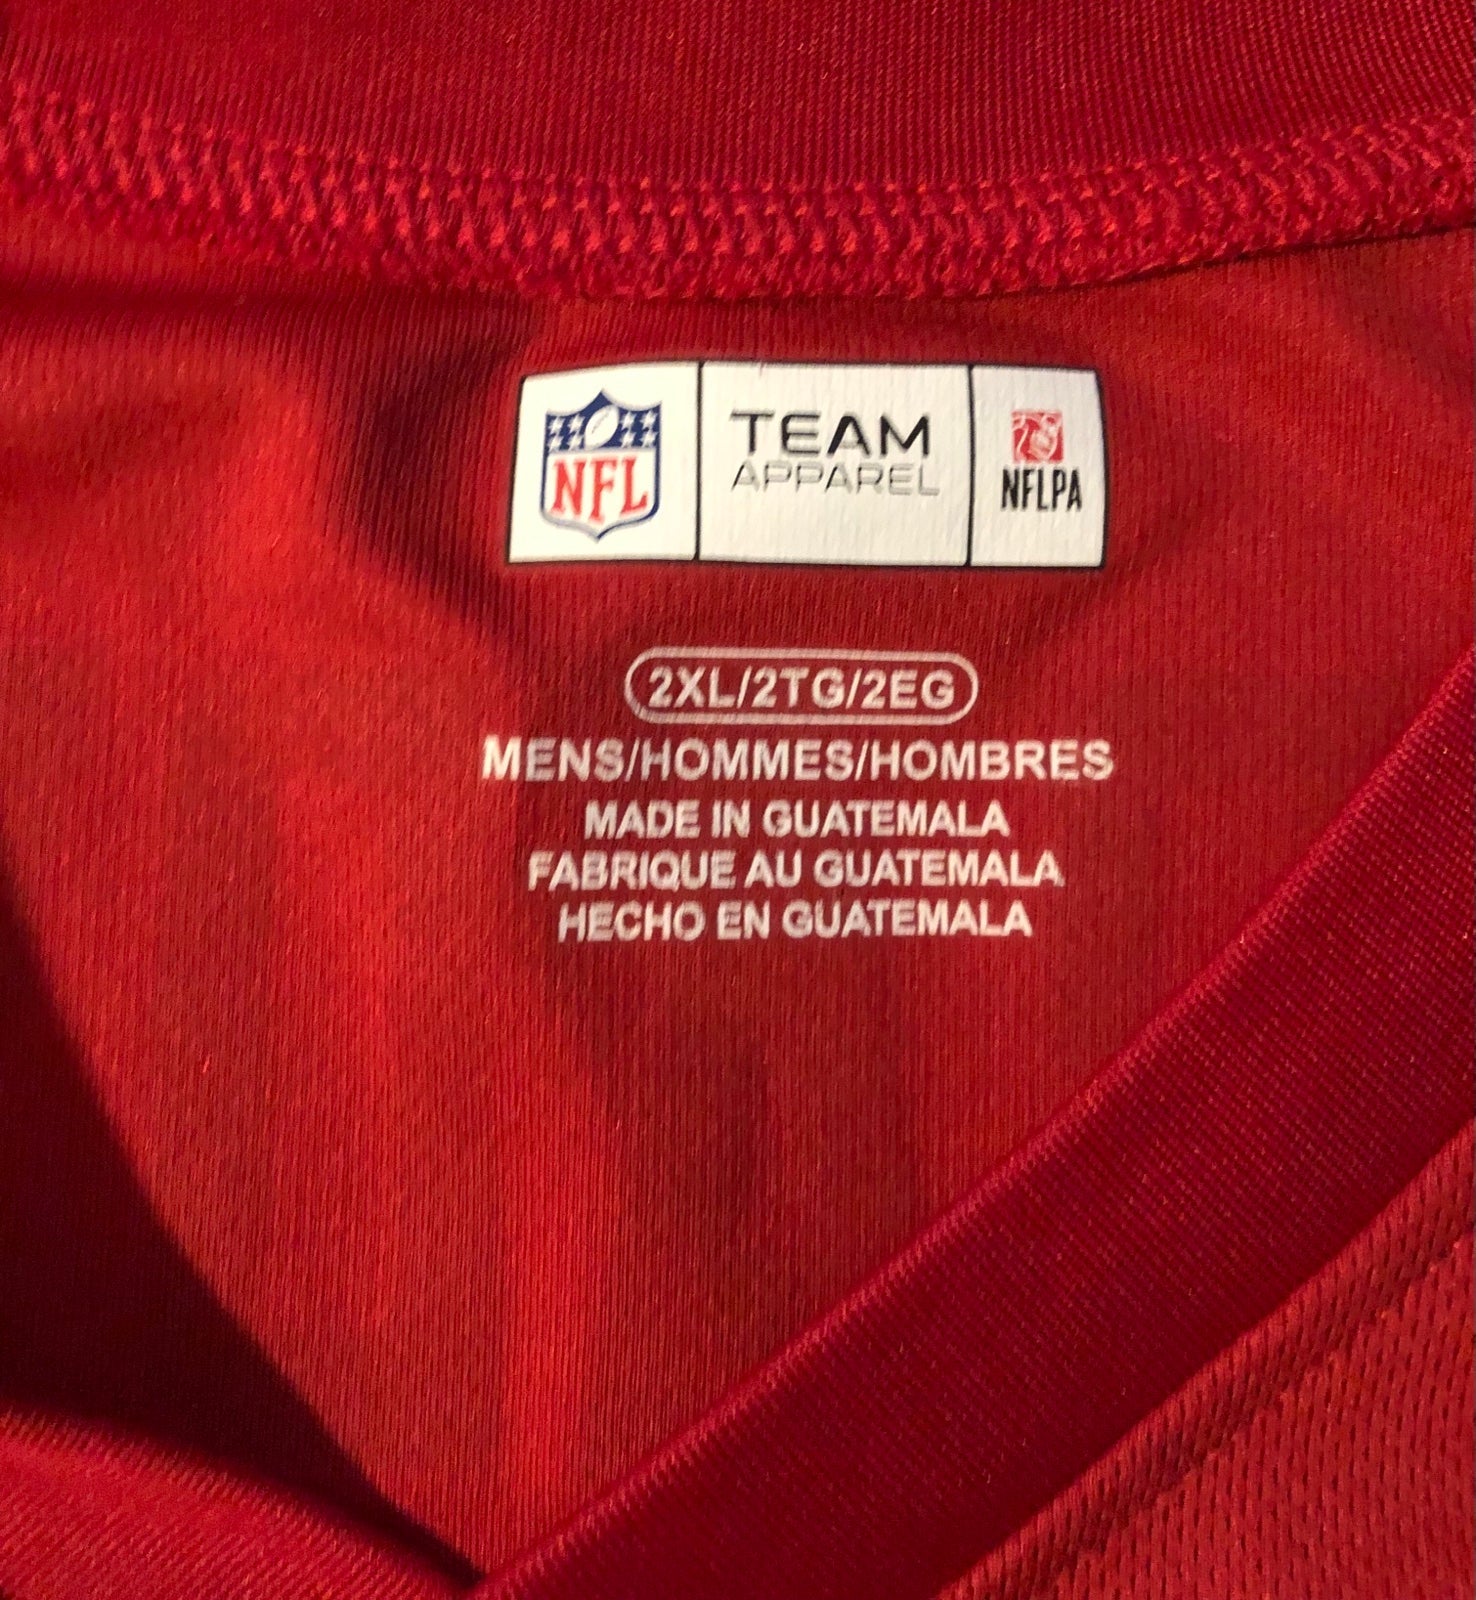 NFL
TEAM
APPAREL
NFLPA
2XL/2TG/2EG
MENS/HOMMES/HOMBRES
MADE IN GUATEMALA
FABRIQUE AU GUATEMALA
HECHO EN GUATEMALA